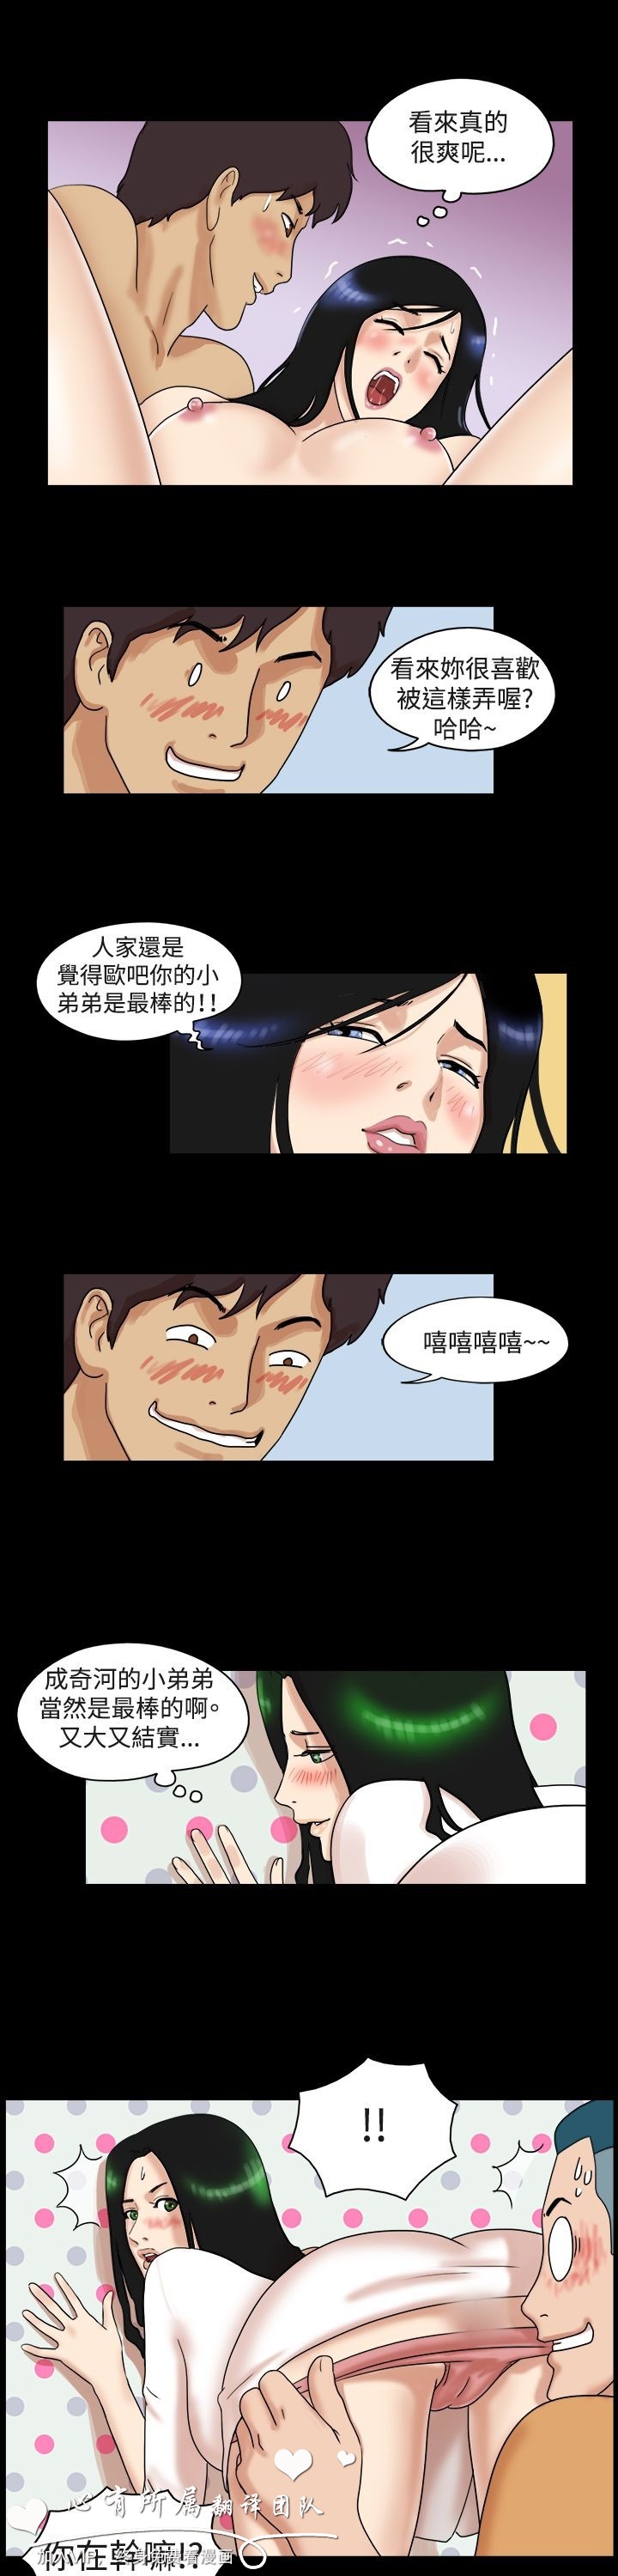 看來真的
很爽呢...
看來妳很喜歡
被這樣弄喔?
哈哈~
人家還是
覺得歐吧你的小
弟弟是最棒的!!
嘻嘻嘻嘻~~
成奇河的小弟弟
當然是最棒的啊。
又大又結實...
!!
心有所属翻译团队
你在幹嘛!?